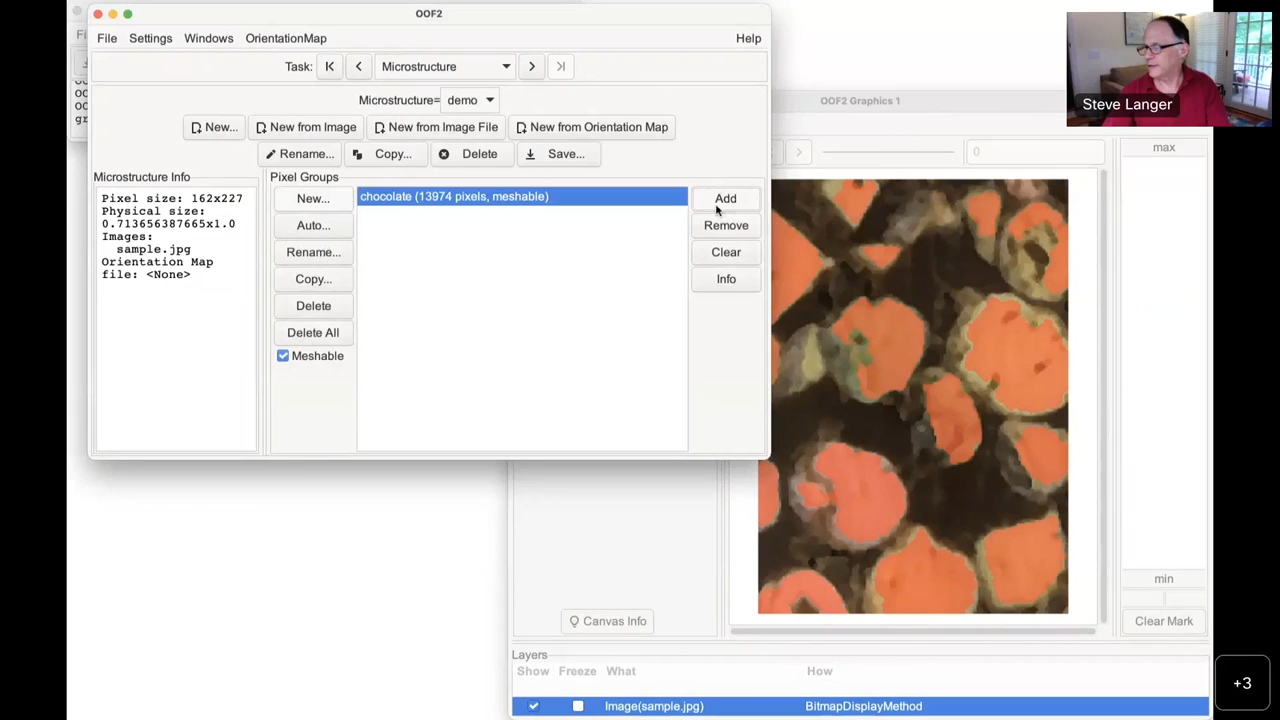 OOF2
File Settings Windows OrientationMap Help
Task: Microstructure
Microstructure= demo
New... New from Image New from Image File New from Orientation Map
Rename... Copy... Delete Save...
Microstructure Info
Pixel size: 162x227
Physical size:
0.713656387665x1.0
Images:
sample.jpg
Orientation Map
file: <None>
Pixel Groups
New...
Auto...
Rename...
Copy...
Delete
Delete All
Meshable
chocolate (13974 pixels, meshable)
Add
Remove
Clear
Info
OOF2 Graphics 1
0
max
min
Clear Mark
Canvas Info
Layers
Show Freeze What How
Image(sample.jpg) BitmapDisplayMethod
Steve Langer
+3